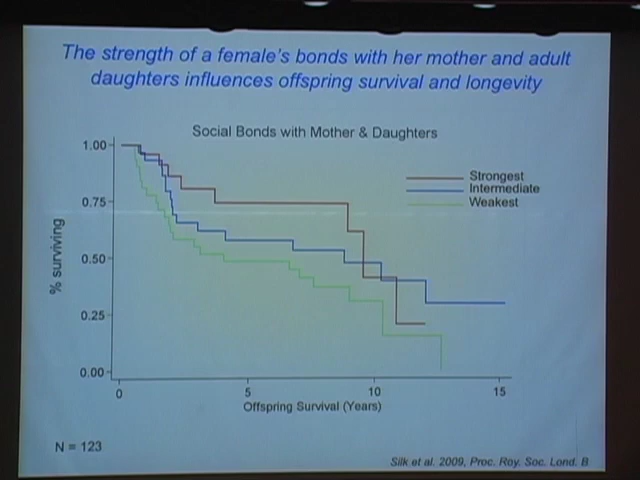 The strength of a female's bonds with her mother and adult
daughters influences offspring survival and longevity
Social Bonds with Mother & Daughters
Strongest
Intermediate
Weakest
% surviving
1.00
0.75
0.50
0.25
0.00
0
5
10
15
Offspring Survival (Years)
N = 123
Silk et al. 2009, Proc. Roy. Soc. Lond. B